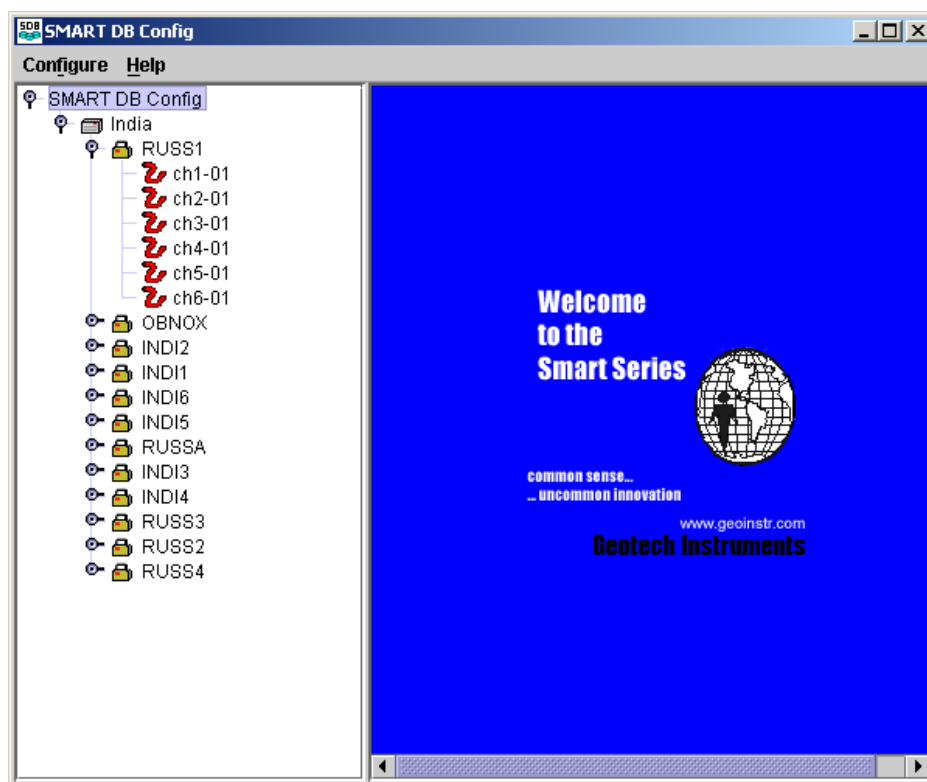 SDB SMART DB Config
Configure Help
SMART DB Config
India
RUSS1
ch1-01
ch2-01
ch3-01
ch4-01
ch5-01
ch6-01
OBNOX
INDI2
INDI1
INDI6
INDI5
RUSSA
INDI3
INDI4
RUSS3
RUSS2
RUSS4
Welcome
to the
Smart Series
common sense...
... uncommon innovation
www.geoinstr.com
Geotech Instruments